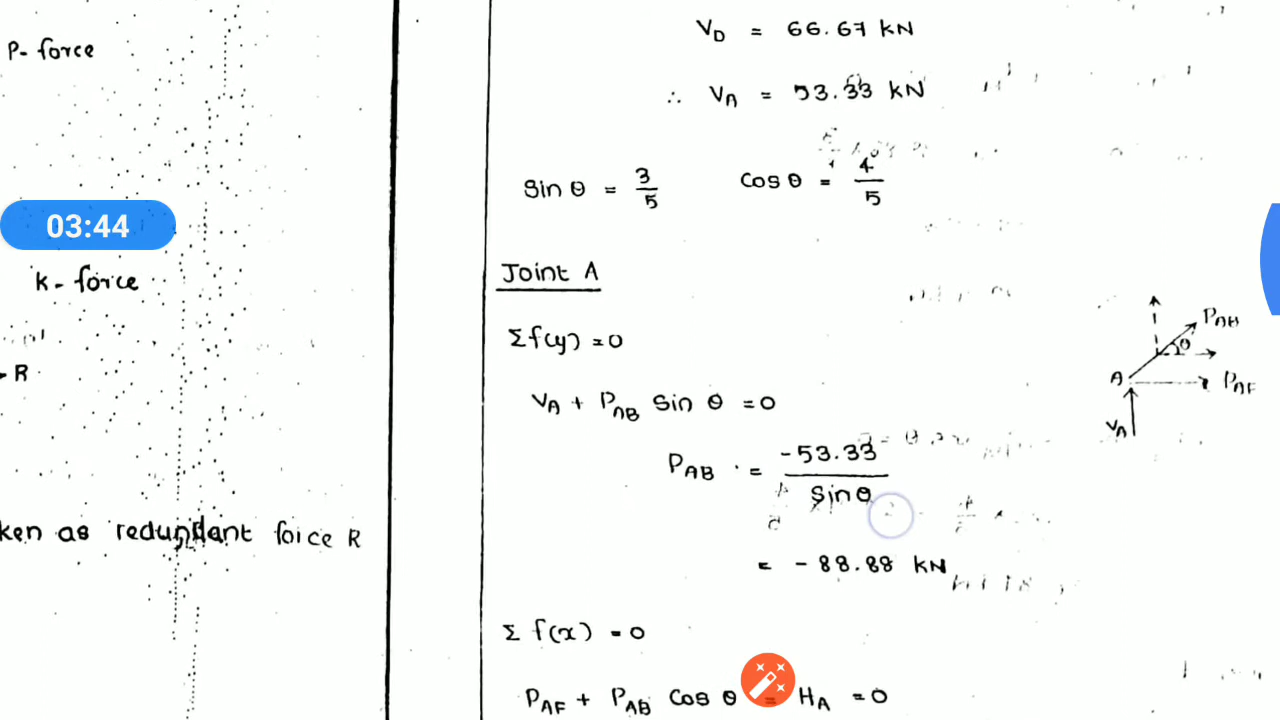 P- force
03:44
k- force
R
ken as redundant force R
V_D = 66.67 kN
∴ V_A = 53.33 kN
Sin θ = 3/5 Cos θ = 4/5
Joint A
Σf(y) = 0
V_A + P_AB Sin θ = 0
P_AB = -53.33 / Sin θ
= - 88.88 kN
Σ f(x) = 0
P_AF + P_AB Cos θ H_A = 0
P_AB
θ
A
P_AF
V_A